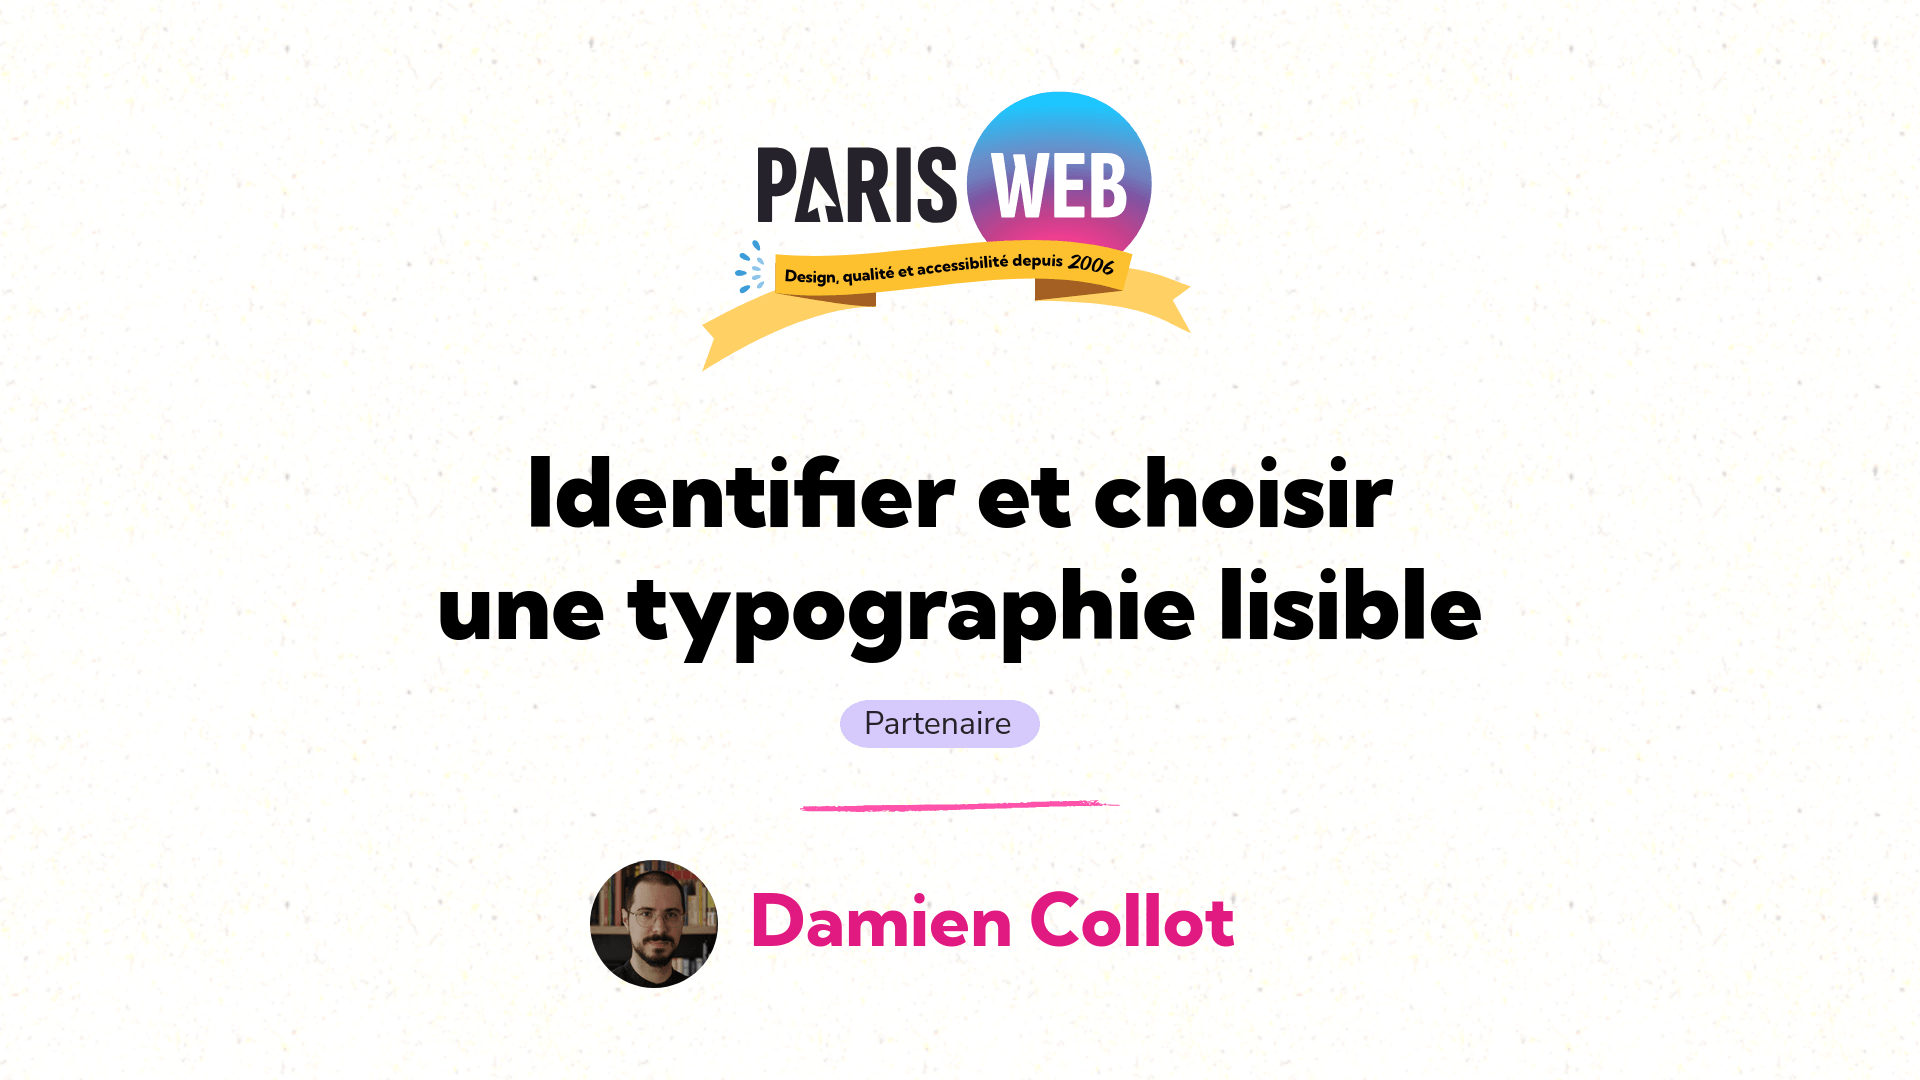 PARIS WEB
Design, qualité et accessibilité depuis 2006
Identifier et choisir
une typographie lisible
Partenaire
Damien Collot